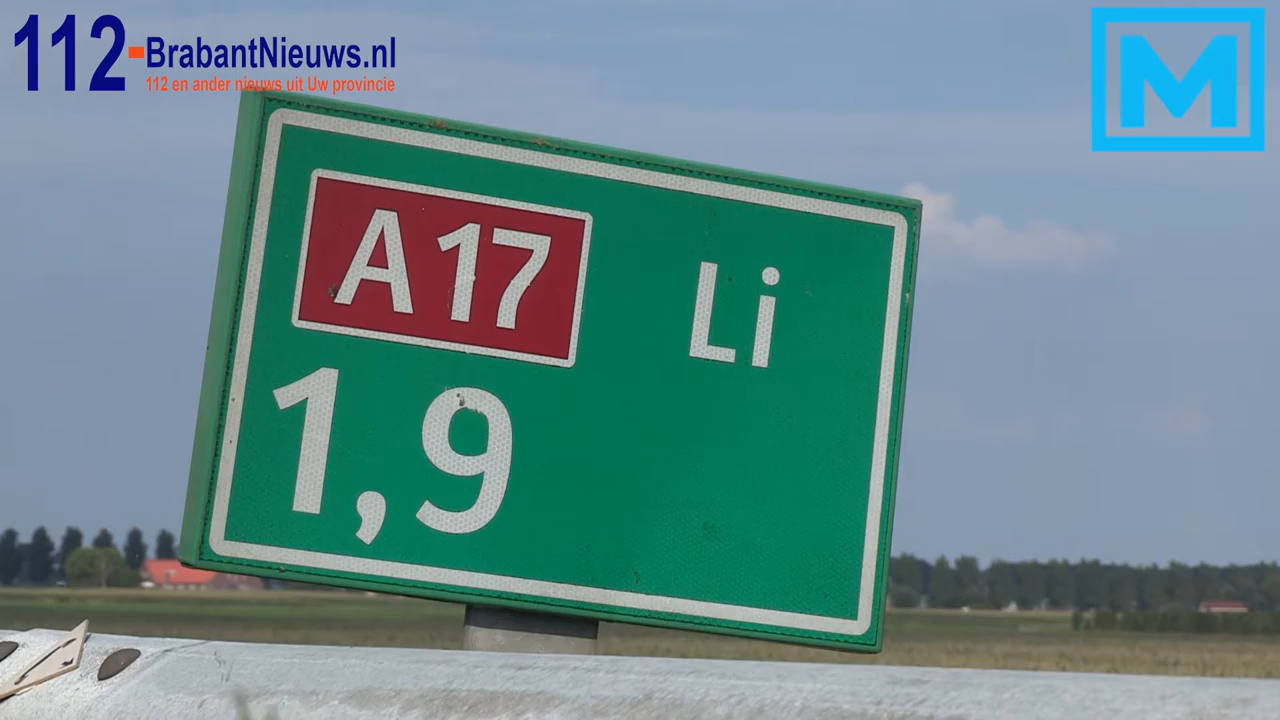 112-BrabantNieuws.nl
112 en ander nieuws uit Uw provincie
M
A17 Li
1,9